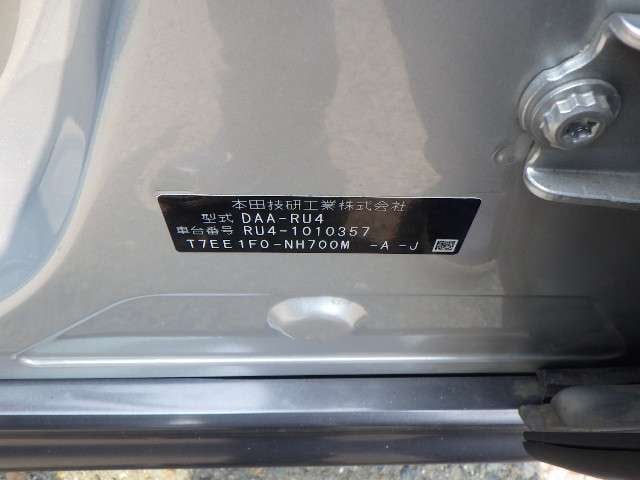 本田技研工業株式会社
型式 DAA-RU4
車台番号 RU4-1010357
T7EE1F0-NH700M -A -J